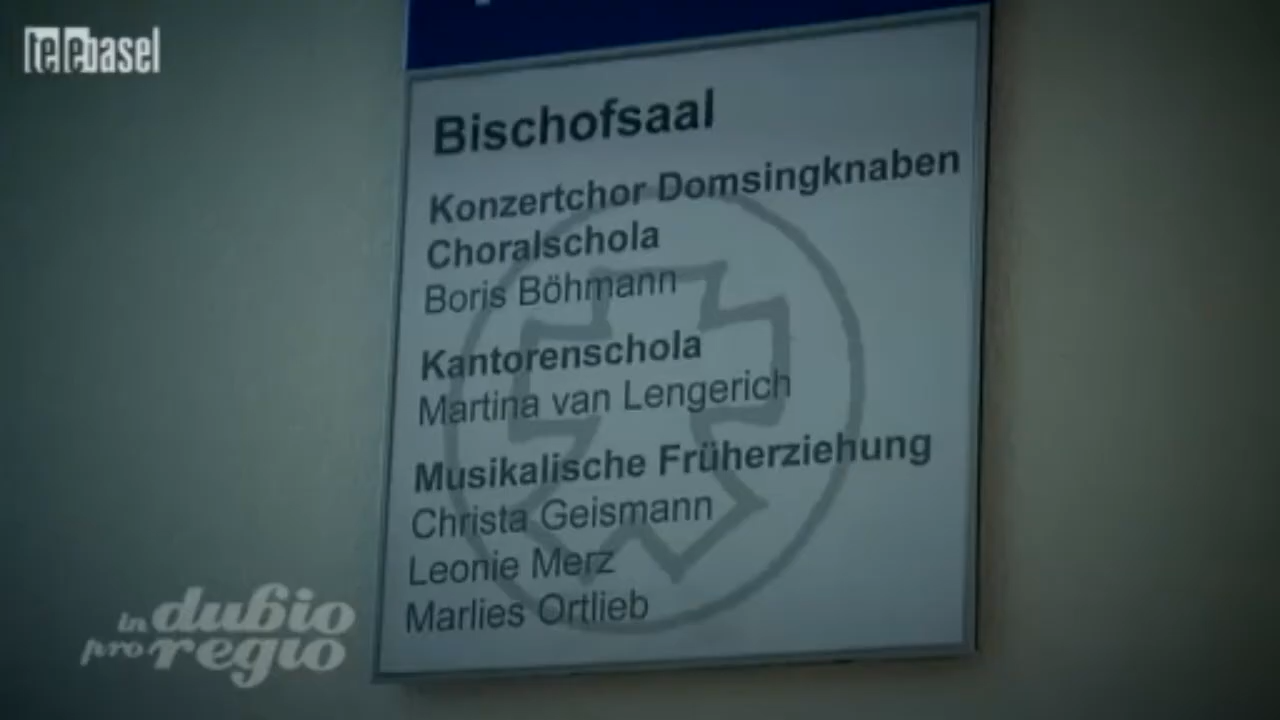 telebasel
Bischofsaal
Konzertchor Domsingknaben
Choralschola
Boris Böhmann
Kantorenschola
Martina van Lengerich
Musikalische Früherziehung
Christa Geismann
Leonie Merz
Marlies Ortlieb
in dubio
pro regio